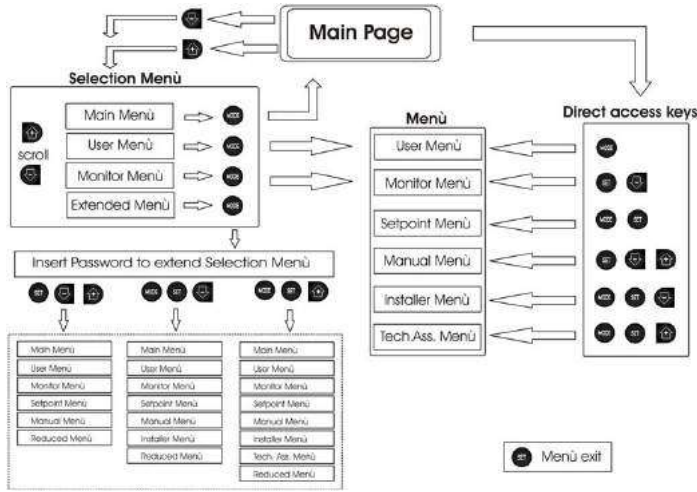 Main Page
Selection Menù
Main Menù MODE
User Menù MODE
Monitor Menù MODE
Extended Menù MODE
scroll
Insert Password to extend Selection Menù
SET MODE SET MODE SET
Main Menù
User Menù
Monitor Menù
Setpoint Menù
Manual Menù
Reduced Menù
Main Menù
User Menù
Monitor Menù
Setpoint Menù
Manual Menù
Installer Menù
Reduced Menù
Main Menù
User Menù
Monitor Menù
Setpoint Menù
Manual Menù
Installer Menù
Tech. Ass. Menù
Reduced Menù
Menù
User Menù
Monitor Menù
Setpoint Menù
Manual Menù
Installer Menù
Tech.Ass. Menù
Direct access keys
MODE
SET
MODE SET
SET
MODE SET
MODE SET
SET Menù exit